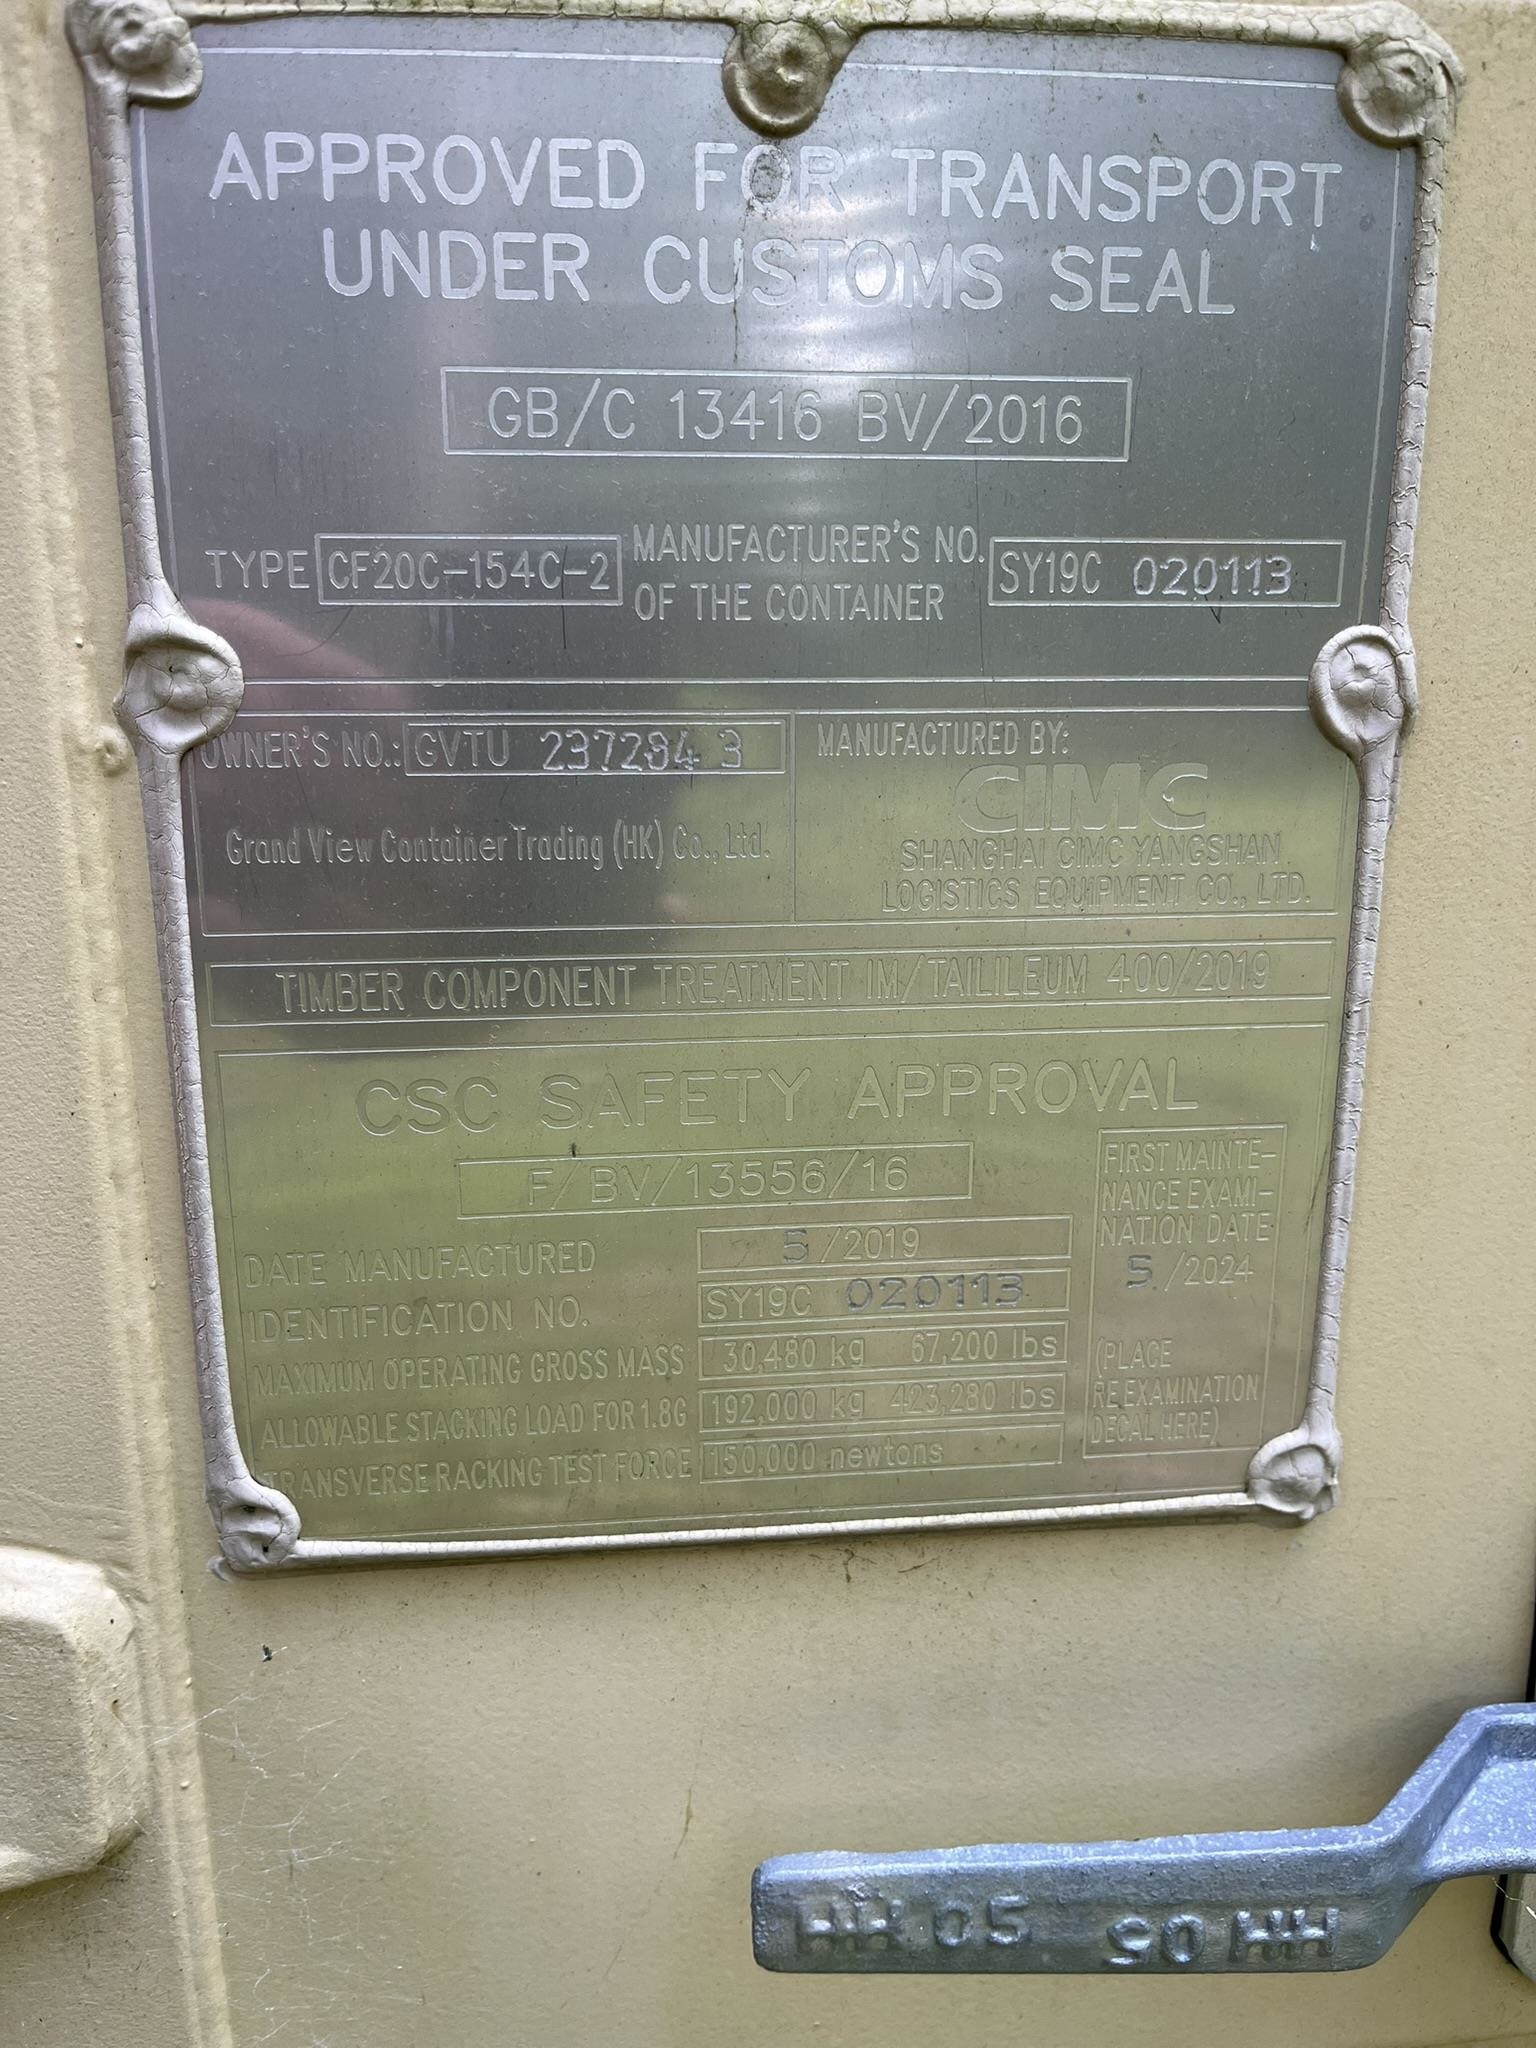 APPROVED FOR TRANSPORT
UNDER CUSTOMS SEAL
GB/C 13416 BV/2016
TYPE CF20C-154C-2 MANUFACTURER'S NO. OF THE CONTAINER SY19C 020113
OWNER'S NO.: GVTU 237284 3
Grand View Container Trading (HK) Co., Ltd.
MANUFACTURED BY:
CIMC
SHANGHAI CIMC YANGSHAN
LOGISTICS EQUIPMENT CO., LTD.
TIMBER COMPONENT TREATMENT IM/TAILILEUM 400/2019
CSC SAFETY APPROVAL
F/BV/13556/16
DATE MANUFACTURED 5/2019
IDENTIFICATION NO. SY19C 020113
MAXIMUM OPERATING GROSS MASS 30,480 kg 67,200 lbs
ALLOWABLE STACKING LOAD FOR 1.8G 192,000 kg 423,280 lbs
TRANSVERSE RACKING TEST FORCE 150,000 newtons
FIRST MAINTE-
NANCE EXAMI-
NATION DATE
5/2024
(PLACE
REEXAMINATION
DECAL HERE)
05
05